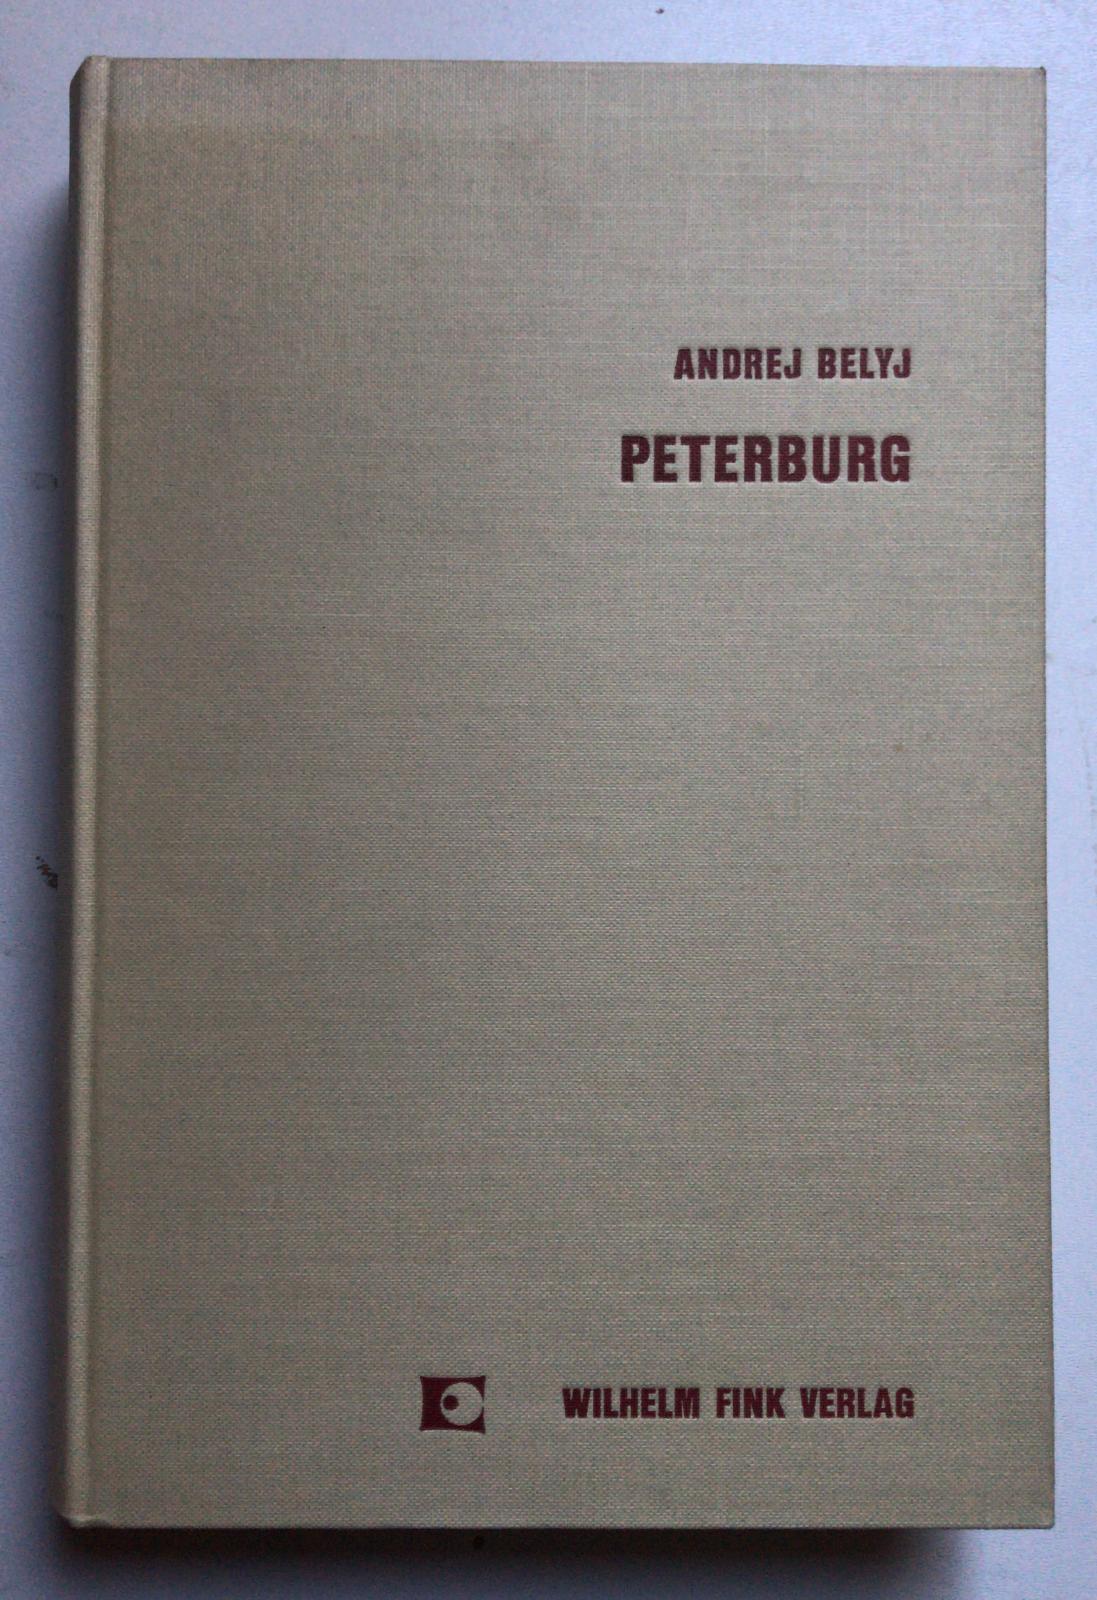 ANDREJ BELYJ
PETERBURG
WILHELM FINK VERLAG